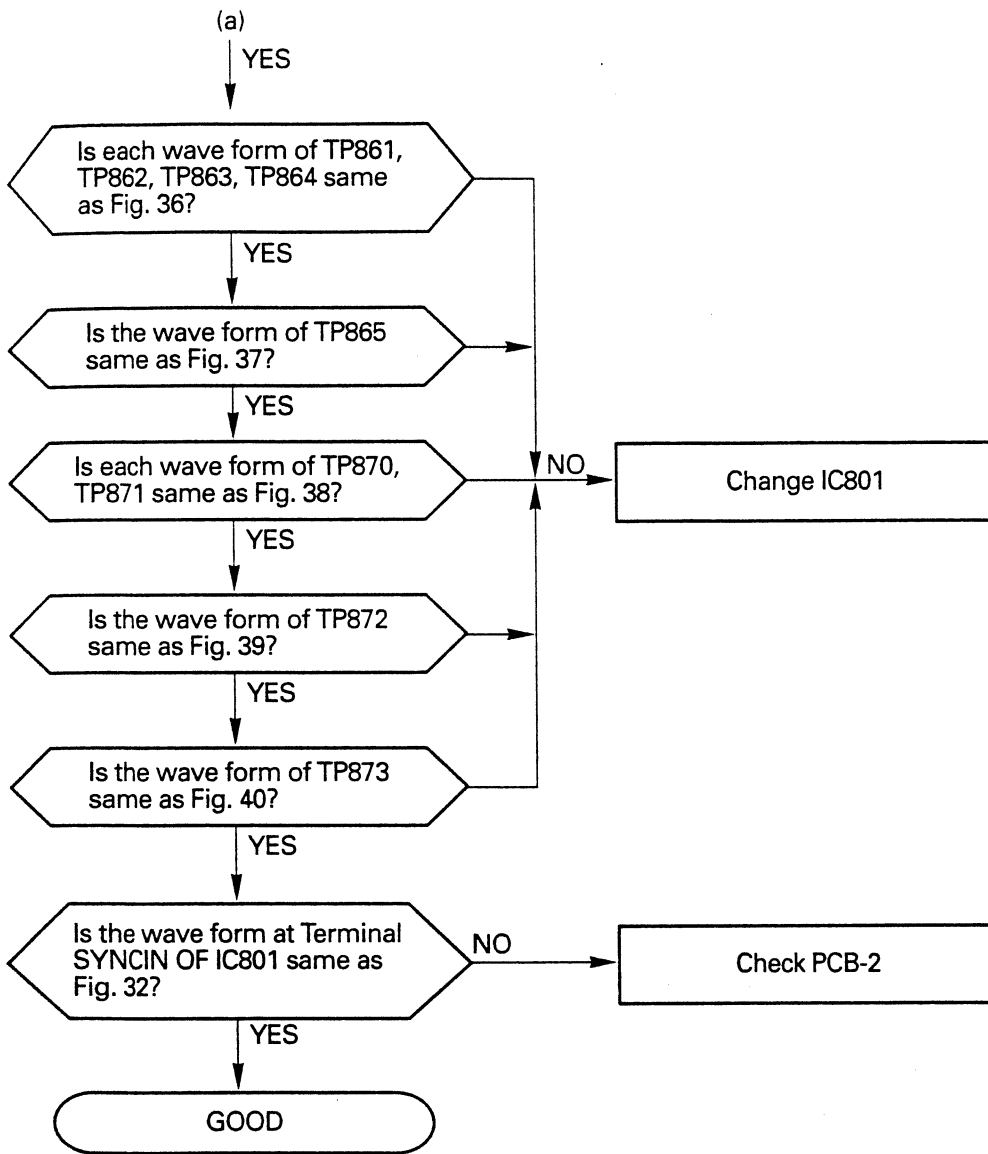 (a)
YES
Is each wave form of TP861,
TP862, TP863, TP864 same
as Fig. 36?
YES
Is the wave form of TP865
same as Fig. 37?
YES
Is each wave form of TP870,
TP871 same as Fig. 38?
NO
Change IC801
YES
Is the wave form of TP872
same as Fig. 39?
YES
Is the wave form of TP873
same as Fig. 40?
YES
Is the wave form at Terminal
SYNCIN OF IC801 same as
Fig. 32?
NO
Check PCB-2
YES
GOOD